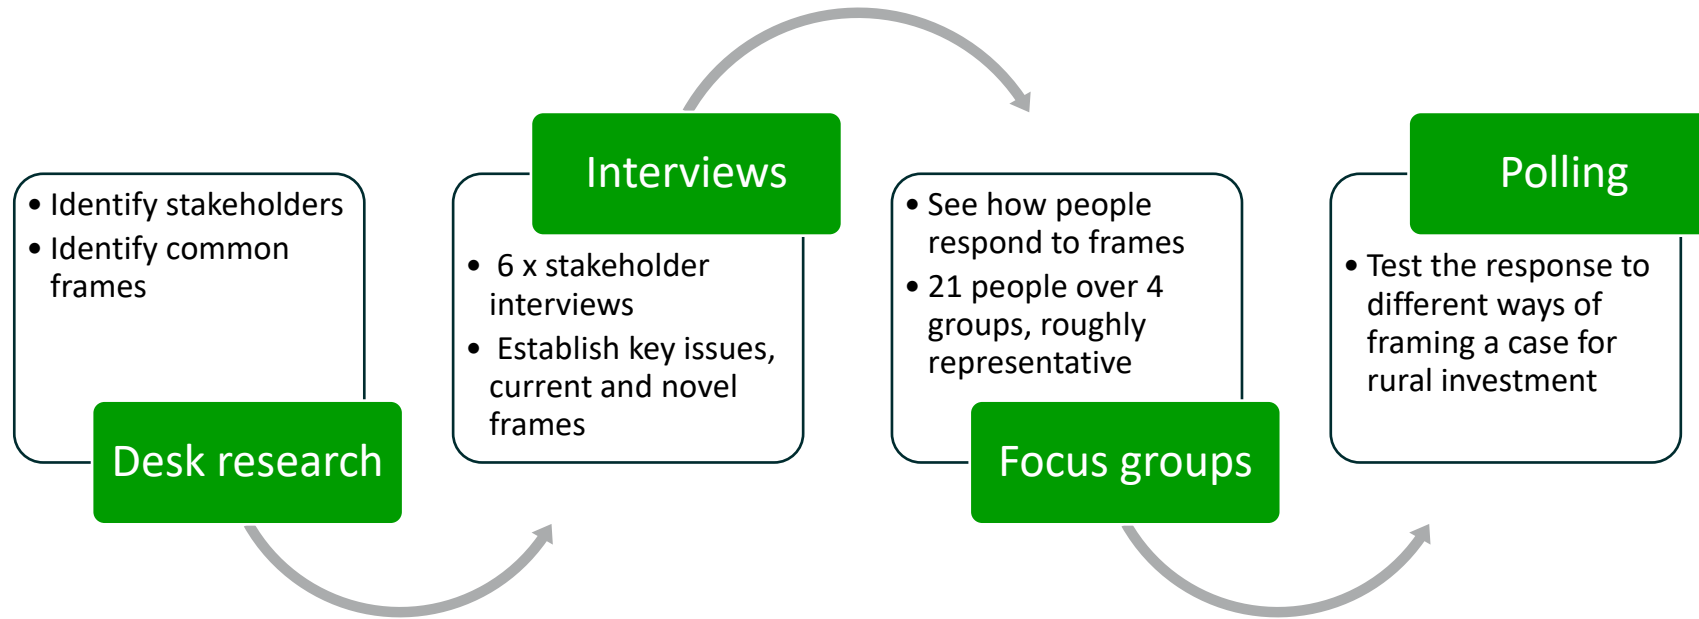 • Identify stakeholders
• Identify common
frames
Desk research
Interviews
• 6 x stakeholder
interviews
• Establish key issues,
current and novel
frames
• See how people
respond to frames
• 21 people over 4
groups, roughly
representative
Focus groups
Polling
• Test the response to
different ways of
framing a case for
rural investment